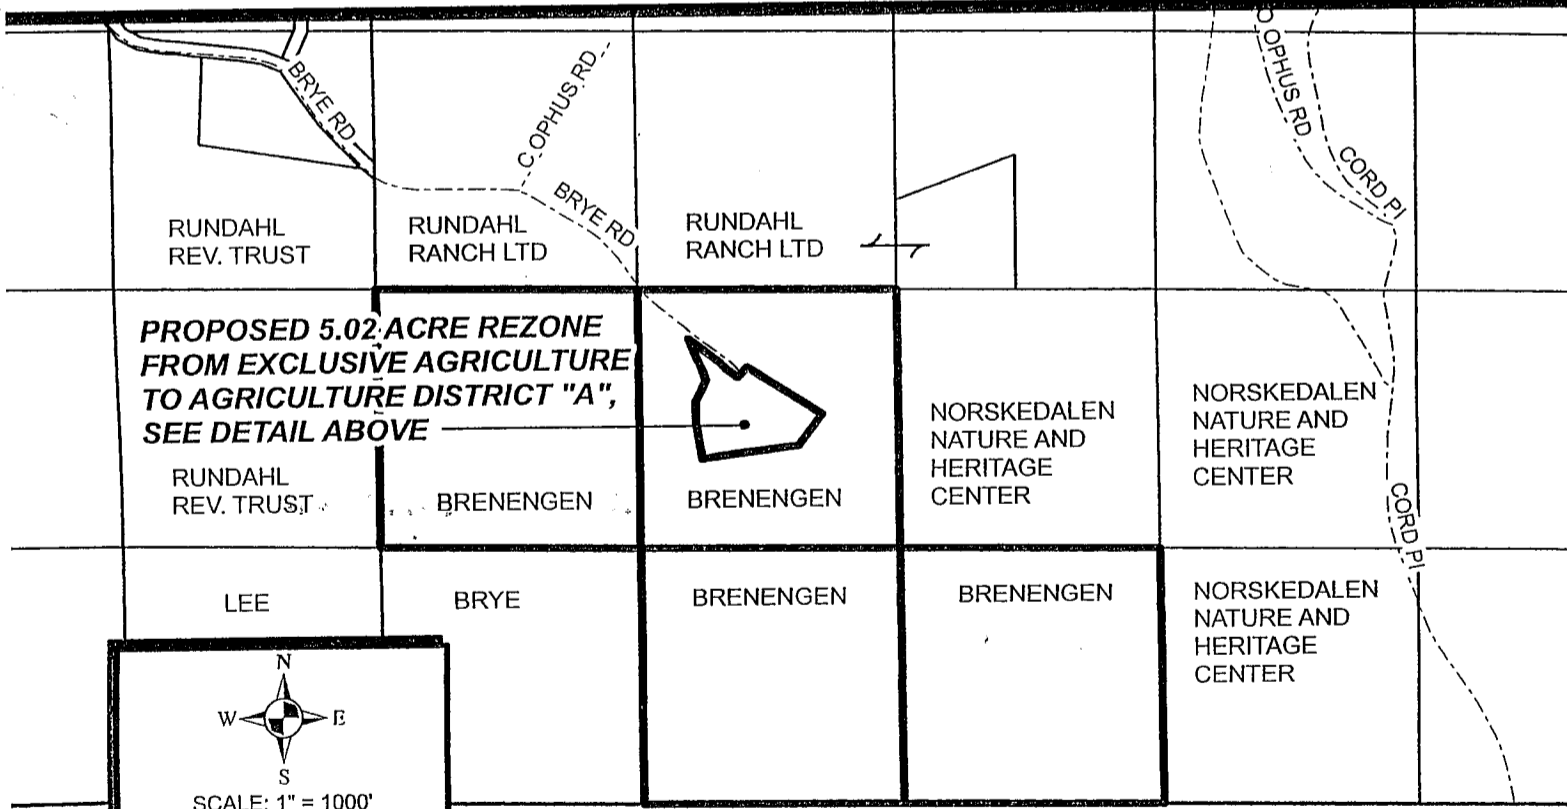 BRYE RD
C OPHUS RD
BRYE RD
O OPHUS RD
CORD PI
RUNDAHL
REV. TRUST
RUNDAHL
RANCH LTD
RUNDAHL
RANCH LTD
PROPOSED 5.02 ACRE REZONE
FROM EXCLUSIVE AGRICULTURE
TO AGRICULTURE DISTRICT "A",
SEE DETAIL ABOVE
RUNDAHL
REV. TRUST
BRENENGEN
BRENENGEN
NORSKEDALEN
NATURE AND
HERITAGE
CENTER
NORSKEDALEN
NATURE AND
HERITAGE
CENTER
CORD PI
LEE
BRYE
BRENENGEN
BRENENGEN
NORSKEDALEN
NATURE AND
HERITAGE
CENTER
N
W E
S
SCALE: 1" = 1000'